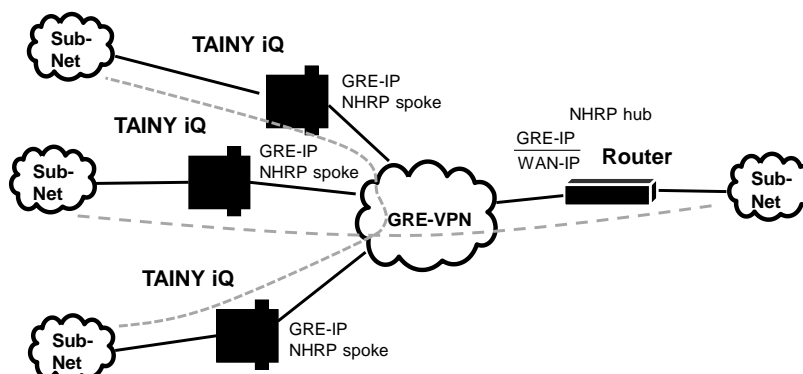 Sub-
Net
TAINY iQ
GRE-IP
NHRP spoke
TAINY iQ
GRE-IP
NHRP spoke
Sub-
Net
NHRP hub
GRE-IP
WAN-IP
Router
Sub-
Net
GRE-VPN
TAINY iQ
GRE-IP
NHRP spoke
Sub-
Net